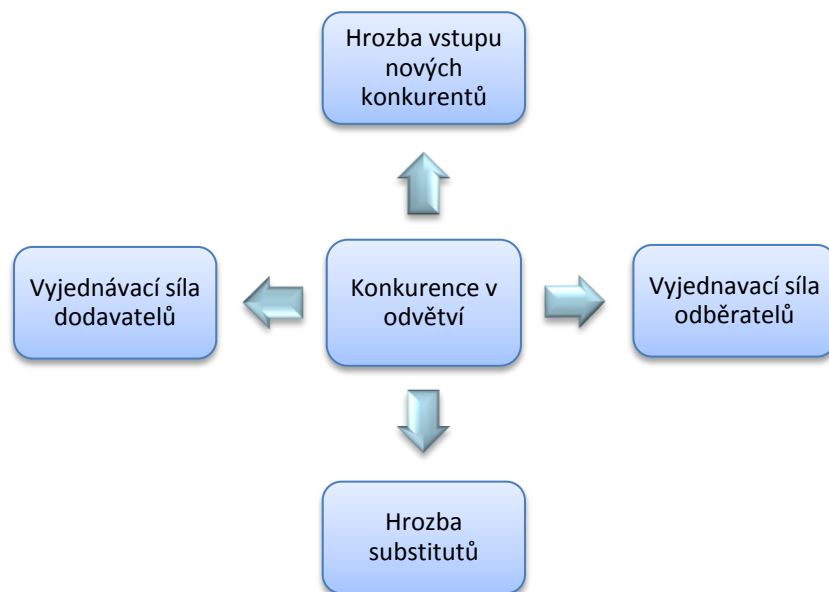 Hrozba vstupu
nových
konkurentů
Vyjednávací síla
dodavatelů
Konkurence v
odvětví
Vyjednavací síla
odběratelů
Hrozba
substitutů